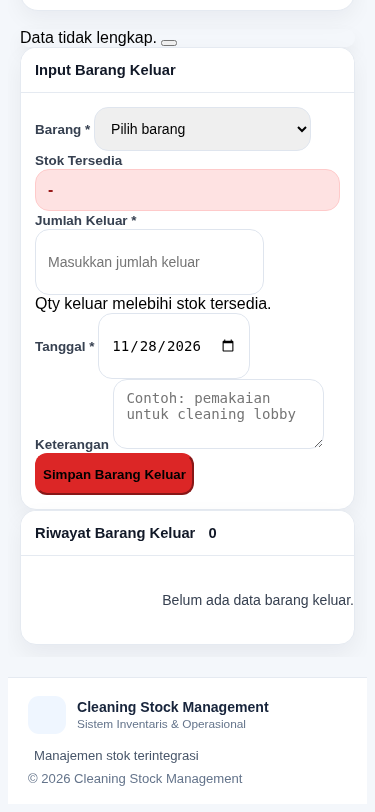 Data tidak lengkap.
Input Barang Keluar
Barang * Pilih barang
Stok Tersedia
-
Jumlah Keluar *
Masukkan jumlah keluar
Qty keluar melebihi stok tersedia.
Tanggal * 11/28/2026
Contoh: pemakaian
untuk cleaning lobby
Keterangan
Simpan Barang Keluar
Riwayat Barang Keluar 0
Belum ada data barang keluar.
Cleaning Stock Management
Sistem Inventaris & Operasional
Manajemen stok terintegrasi
© 2026 Cleaning Stock Management